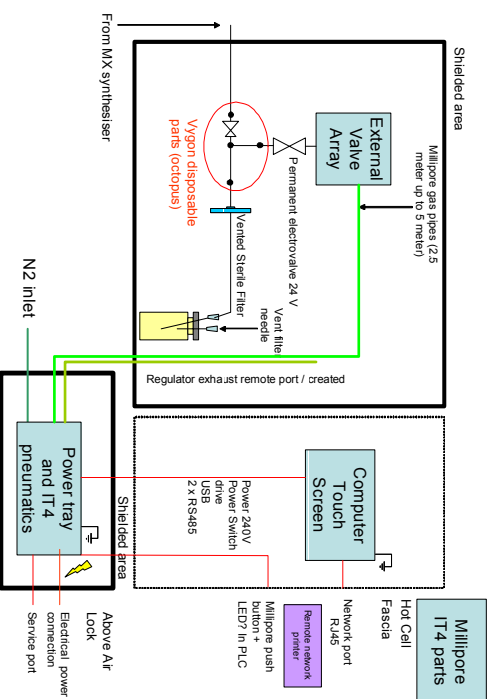 From MX synthesiser
Shielded area
External
Valve
Array
Millipore gas pipes (2.5
meter up to 5 meter)
Permanent electrovalve 24 V
Vygon disposable
parts (octopus)
Vented Sterile Filter
Vent filter
needle
Regulator exhaust remote port / created
N2 inlet
Power tray
and IT4
pneumatics
Shielded area
Above Air
Lock
Electrical power
connection
Service port
Computer
Touch
Screen
Power 240V
Power Switch
drive
USB
2 x RS485
Hot Cell
Fascia
Network port
RJ45
Remote network
printer
Millipore push
button +
LED? In PLC
Millipore
IT4 parts